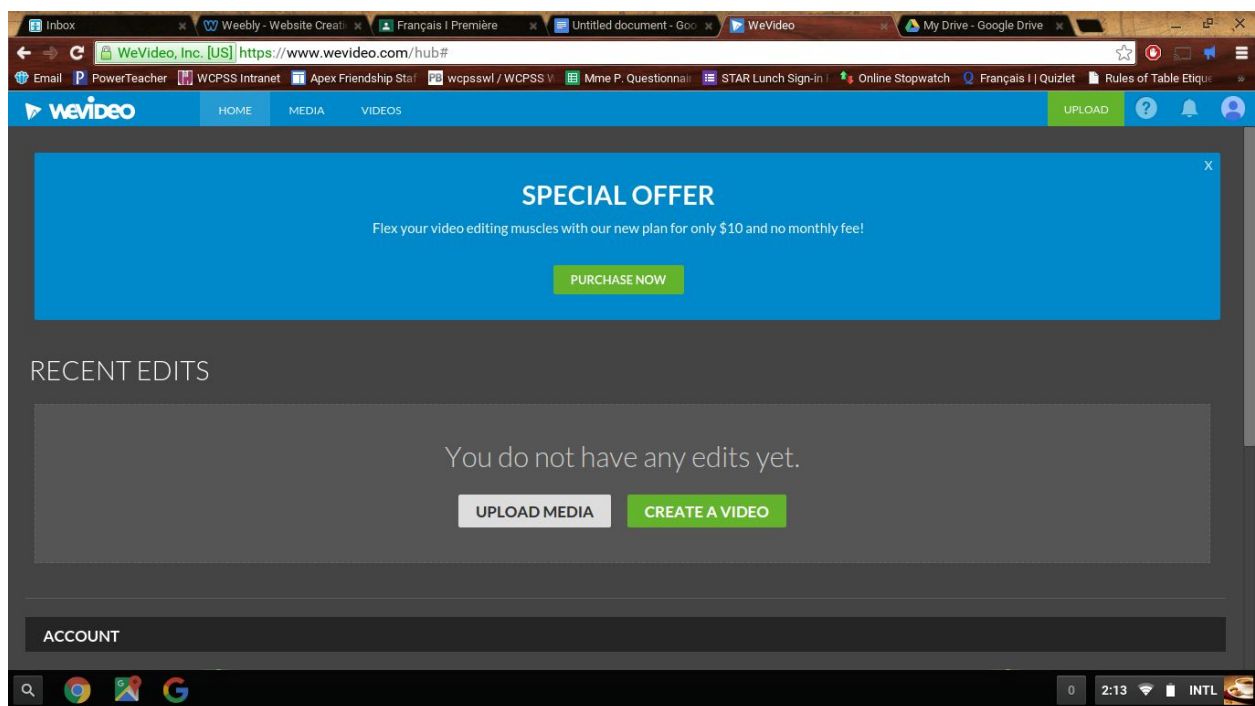 Inbox
Weebly - Website Creati
Français I Première
Untitled document - Goo
WeVideo
My Drive - Google Drive
WeVideo, Inc. [US] https://www.wevideo.com/hub#
Email
PowerTeacher
WCPSS Intranet
Apex Friendship Staf
PB wcpsswl / WCPSS W
Mme P. Questionnair
STAR Lunch Sign-in
Online Stopwatch
Français I | Quizlet
Rules of Table Etique
WEVIDEO
HOME
MEDIA
VIDEOS
UPLOAD
?
X
SPECIAL OFFER
Flex your video editing muscles with our new plan for only $10 and no monthly fee!
PURCHASE NOW
RECENT EDITS
You do not have any edits yet.
UPLOAD MEDIA
CREATE A VIDEO
ACCOUNT
0
2:13
INTL